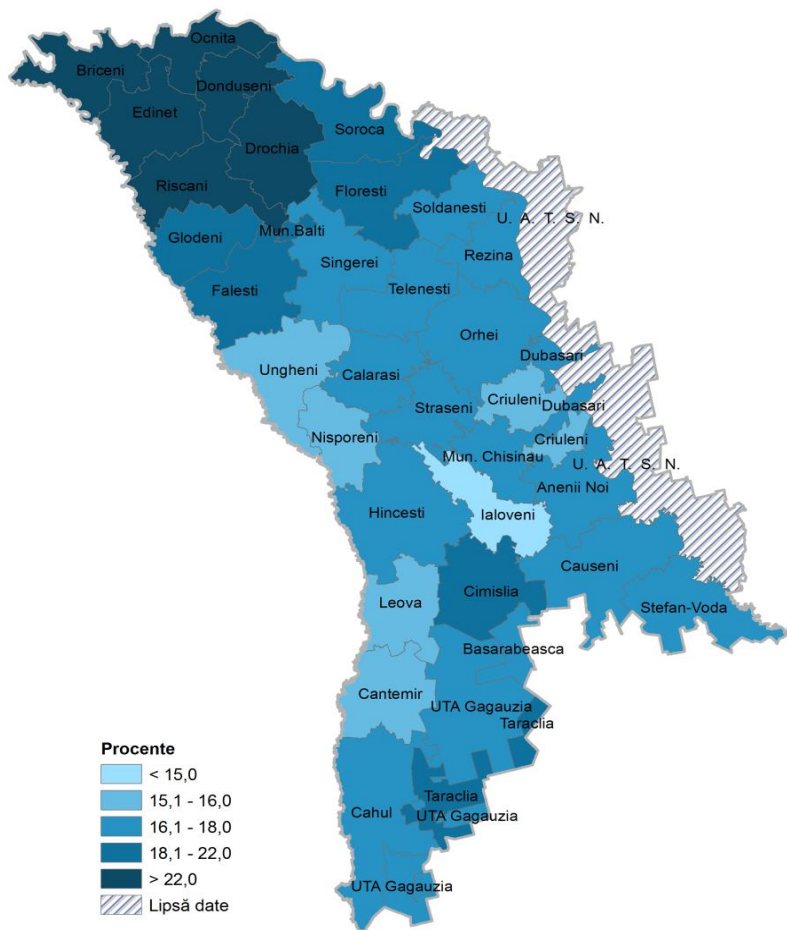 Ocnita
Briceni
Donduseni
Edinet
Soroca
Drochia
Riscani
Floresti
Soldanesti
U. A. T. S. N.
Mun.Balti
Glodeni
Singerei
Rezina
Falesti
Telenesti
Orhei
Dubasari
Ungheni
Calarasi
Criuleni
Dubasari
Straseni
Nisporeni
Criuleni
Mun. Chisinau
U. A. T. S. N.
Anenii Noi
Hincesti
Ialoveni
Causeni
Cimislia
Leova
Stefan-Voda
Basarabeasca
Cantemir
UTA Gagauzia
Taraclia
Procente
< 15,0
15,1 - 16,0
16,1 - 18,0
18,1 - 22,0
> 22,0
Lipsă date
Taraclia
Cahul
UTA Gagauzia
UTA Gagauzia